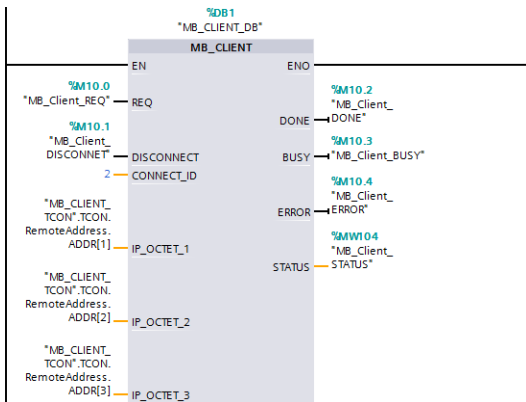 %DB1
"MB_CLIENT_DB"
MB_CLIENT
EN
ENO
%M10.0
"MB_Client_REQ"
REQ
%M10.2
"MB_Client_
DONE"
DONE
%M10.1
"MB_Client_
DISCONNET"
DISCONNECT
%M10.3
"MB_Client_BUSY"
BUSY
2
CONNECT_ID
%M10.4
"MB_Client_
ERROR"
ERROR
"MB_CLIENT_
TCON".TCON.
RemoteAddress.
ADDR[1]
IP_OCTET_1
%MW104
"MB_Client_
STATUS"
STATUS
"MB_CLIENT_
TCON".TCON.
RemoteAddress.
ADDR[2]
IP_OCTET_2
"MB_CLIENT_
TCON".TCON.
RemoteAddress.
ADDR[3]
IP_OCTET_3